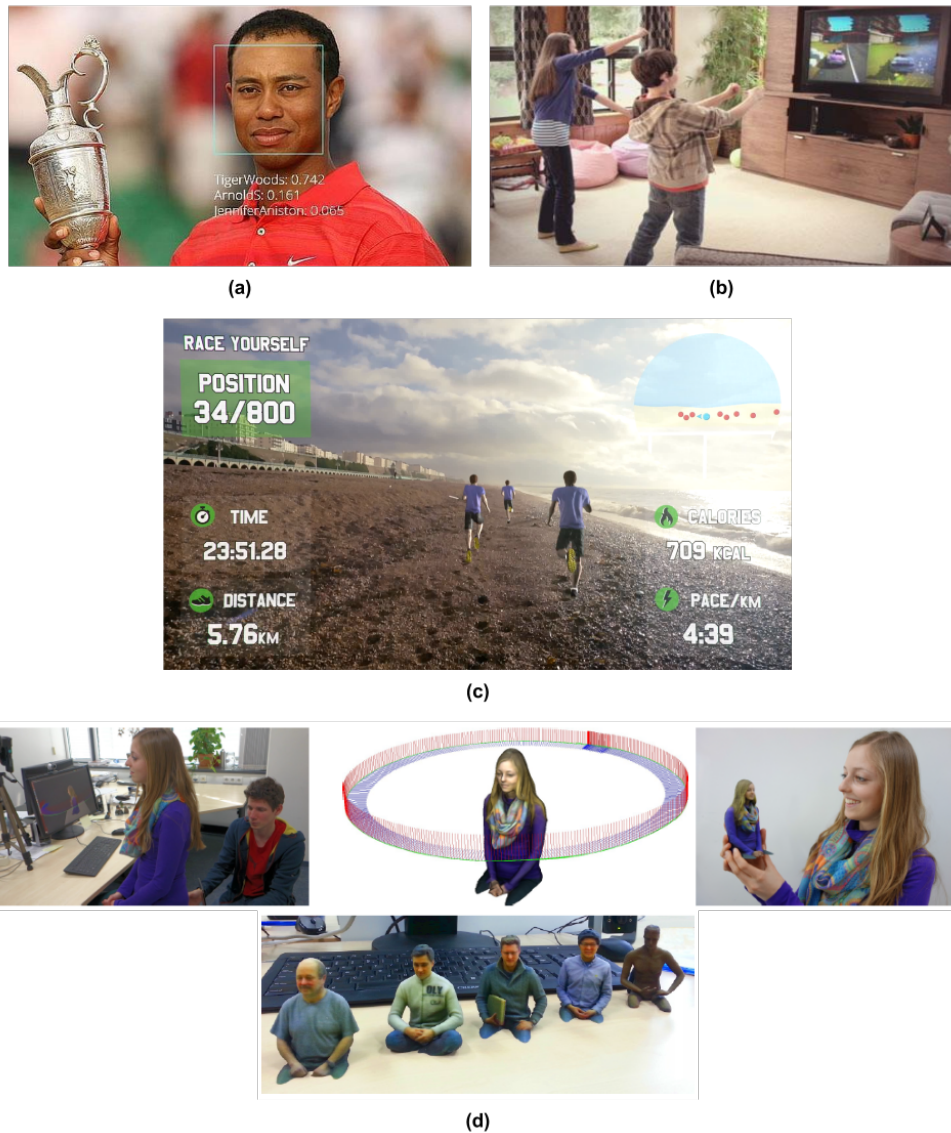 TigerWoods: 0.742
ArnoldS: 0.161
JenniferAniston: 0.065
(a)
(b)
RACE YOURSELF
POSITION
34/800
TIME
23:51.28
DISTANCE
5.76KM
CALORIES
709 KCAL
PACE/KM
4:39
(c)
(d)